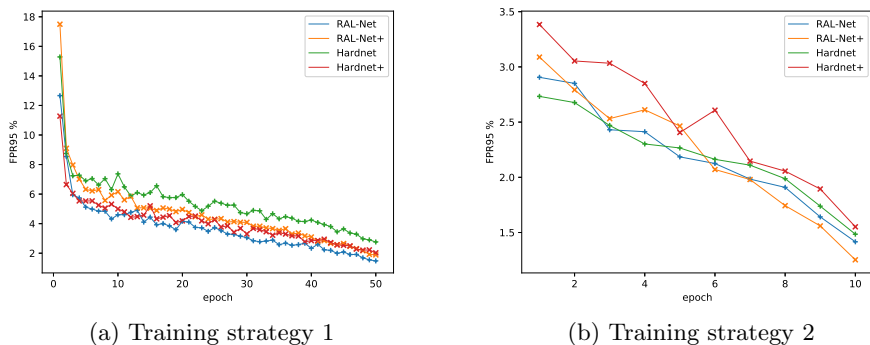 18
16
14
12
10
8
6
4
2
FPR95 %
0
10
20
30
40
50
epoch
RAL-Net
RAL-Net+
Hardnet
Hardnet+
(a) Training strategy 1
3.5
3.0
2.5
2.0
1.5
FPR95 %
2
4
6
8
10
epoch
RAL-Net
RAL-Net+
Hardnet
Hardnet+
(b) Training strategy 2